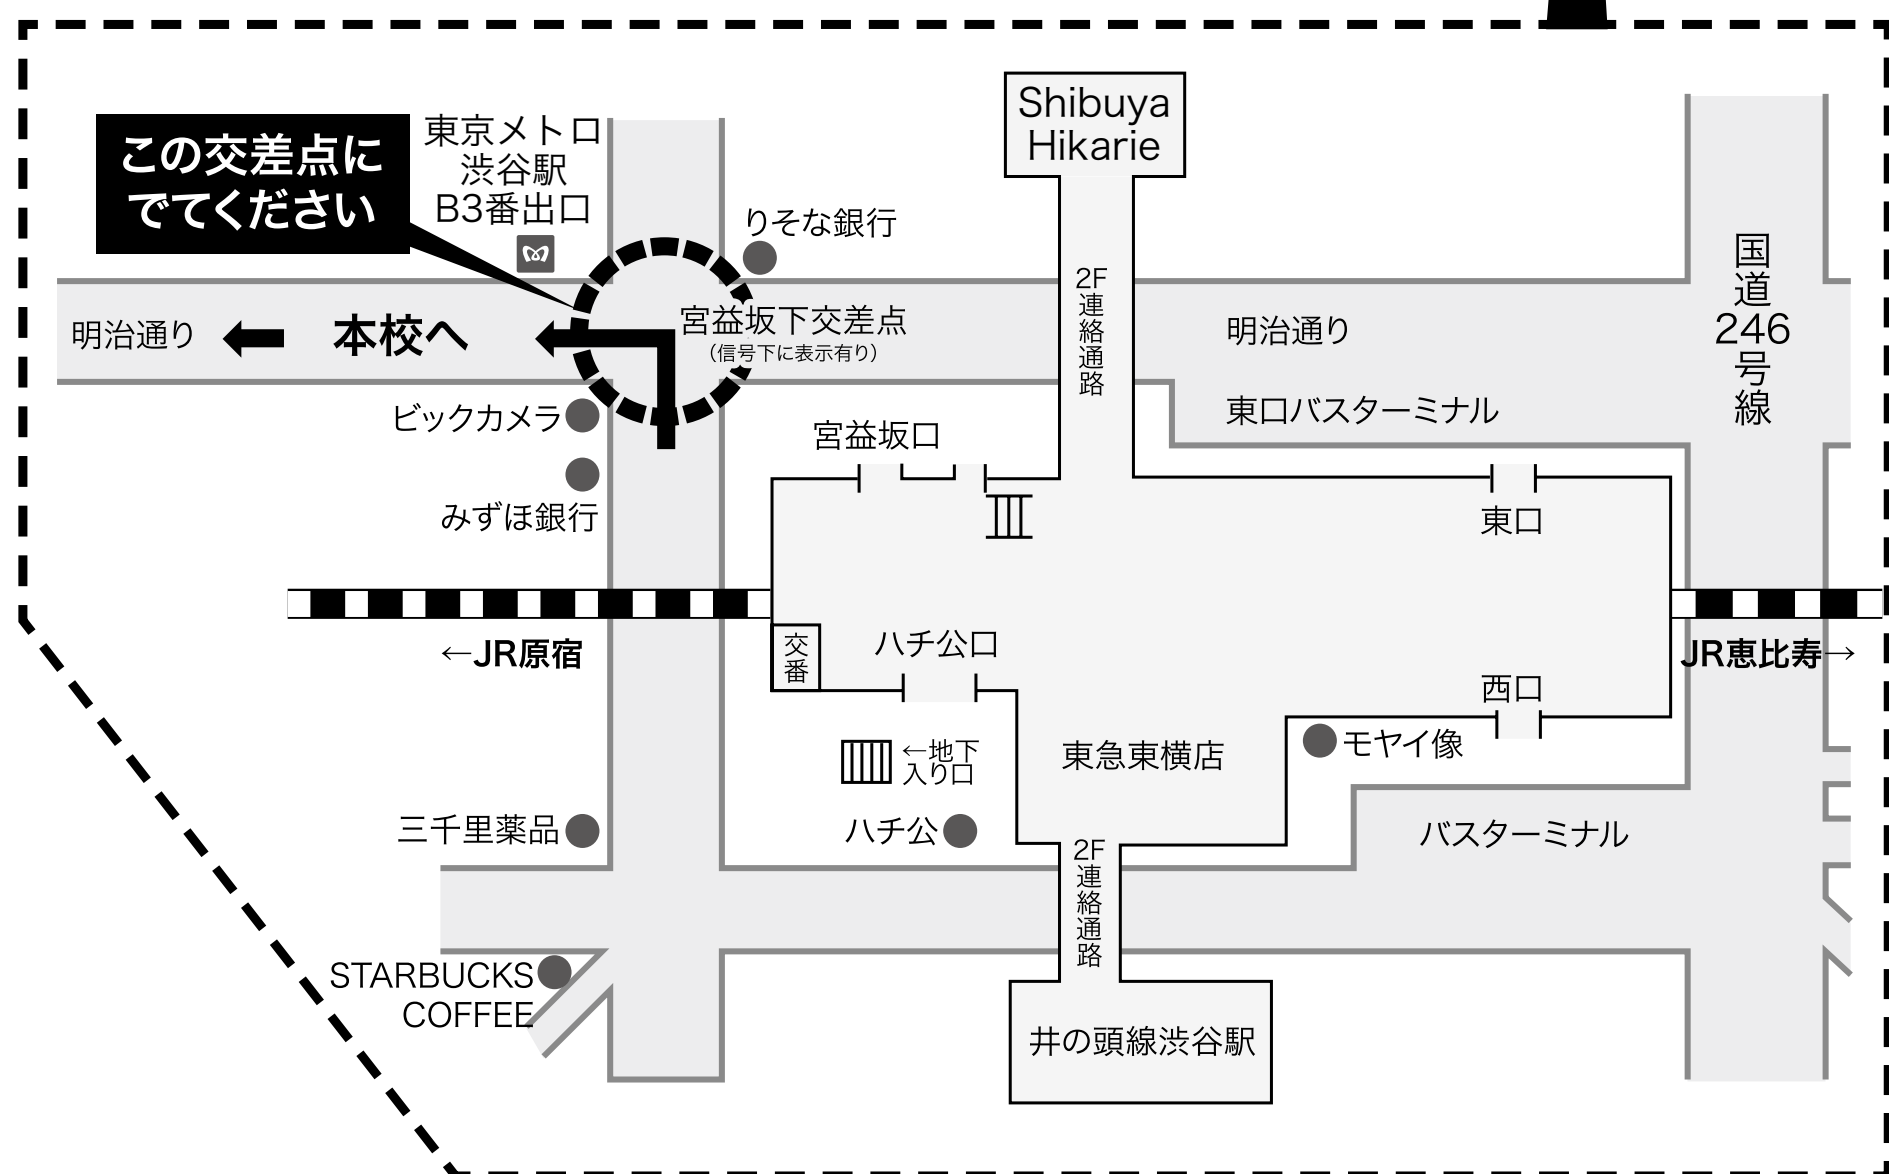 Shibuya
Hikarie
この交差点に
でてください
東京メトロ
渋谷駅
B3番出口
りそな銀行
2F連絡通路
国道246号線
明治通り
本校へ
宮益坂下交差点
（信号下に表示有り）
明治通り
東口バスターミナル
ビックカメラ
宮益坂口
みずほ銀行
東口
←JR原宿
交番
ハチ公口
JR恵比寿→
西口
←地下
入り口
東急東横店
モヤイ像
三千里薬品
ハチ公
2F連絡通路
バスターミナル
STARBUCKS
COFFEE
井の頭線渋谷駅